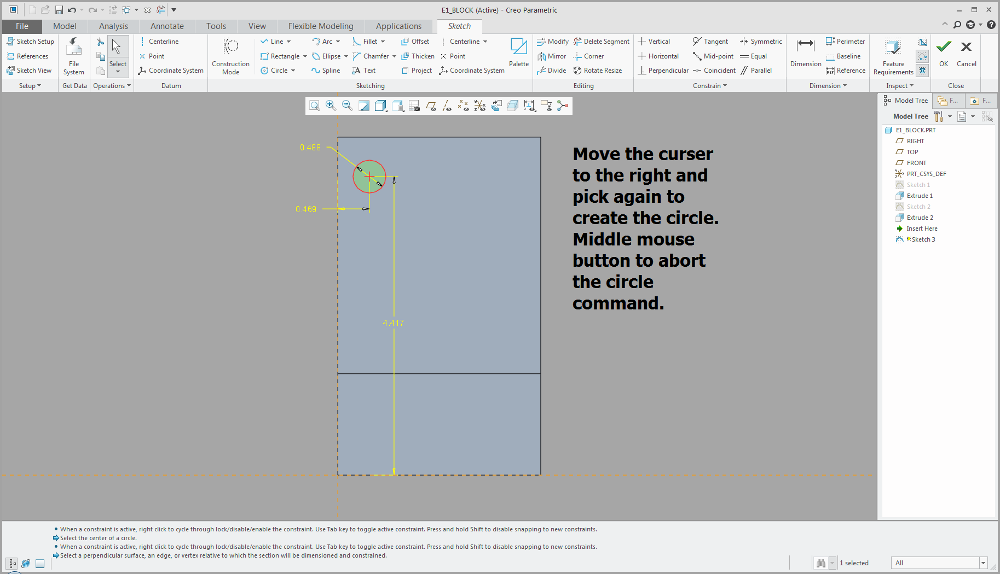 E1_BLOCK (Active) - Creo Parametric
File Model Analysis Annotate Tools View Flexible Modeling Applications Sketch
Sketch Setup
References
Sketch View
Setup
File System
Get Data
Select
Operations
Centerline
Point
Coordinate System
Datum
Construction Mode
Line Arc Fillet Offset Centerline
Rectangle Ellipse Chamfer Thicken Point
Circle Spline Text Project Coordinate System
Palette
Sketching
Modify Delete Segment
Mirror Corner
Divide Rotate Resize
Editing
Vertical Tangent Symmetric
Horizontal Mid-point Equal
Perpendicular Coincident Parallel
Constrain
Dimension
Perimeter
Baseline
Reference
Dimension
Feature Requirements
Inspect
OK Cancel
Close
Model Tree F... F...
Model Tree
E1_BLOCK.PRT
RIGHT
TOP
FRONT
PRT_CSYS_DEF
Sketch 1
Extrude 1
Sketch 2
Extrude 2
Insert Here
Sketch 3
0.488
0.469
4.417
Move the curser
to the right and
pick again to
create the circle.
Middle mouse
button to abort
the circle
command.
When a constraint is active, right click to cycle through lock/disable/enable the constraint. Use Tab key to toggle active constraint. Press and hold Shift to disable snapping to new constraints.
Select the center of a circle.
When a constraint is active, right click to cycle through lock/disable/enable the constraint. Use Tab key to toggle active constraint. Press and hold Shift to disable snapping to new constraints.
Select a perpendicular surface, an edge, or vertex relative to which the section will be dimensioned and constrained.
1 selected
All